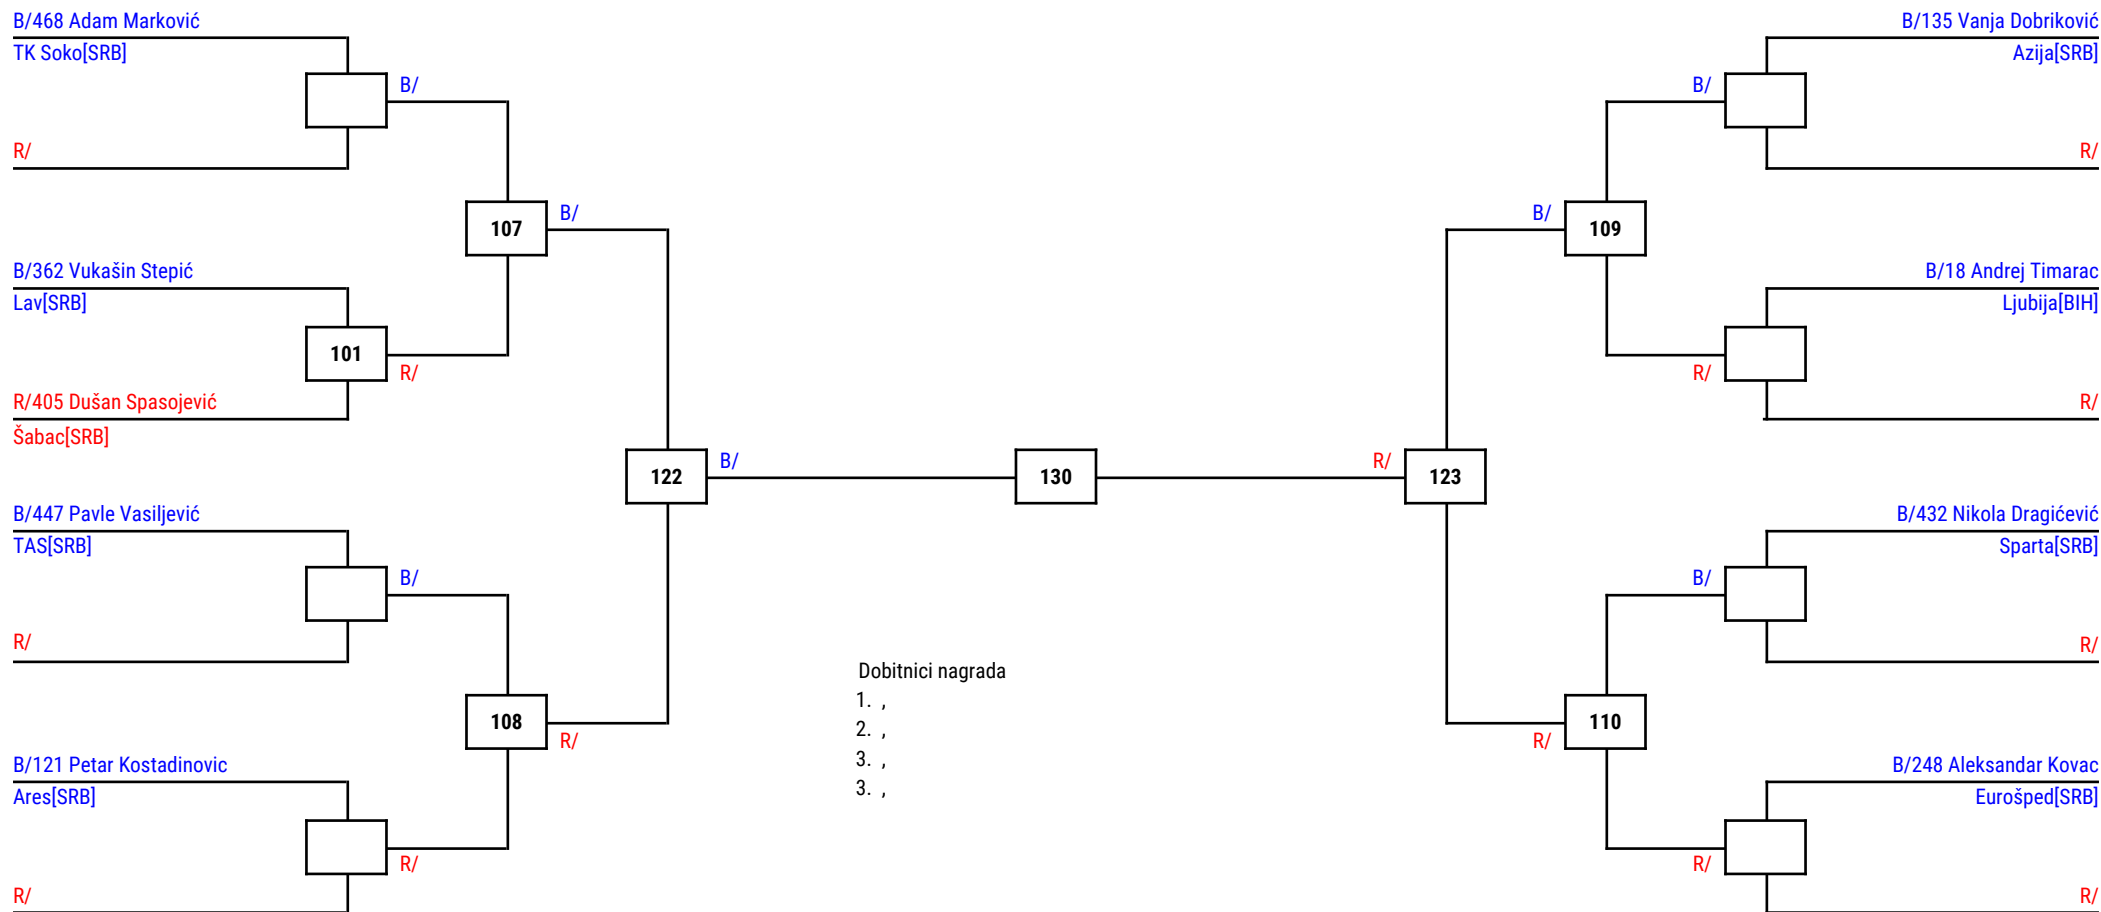 B/468 Adam Marković
TK Soko[SRB]
B/
R/
107
B/
B/362 Vukašin Stepić
Lav[SRB]
101
R/
R/405 Dušan Spasojević
Šabac[SRB]
122
B/
B/447 Pavle Vasiljević
TAS[SRB]
B/
R/
108
R/
B/121 Petar Kostadinovic
Ares[SRB]
R/
R/
130
Dobitnici nagrada
1. ,
2. ,
3. ,
3. ,
B/135 Vanja Dobriković
Azija[SRB]
B/
R/
B/
109
B/18 Andrej Timarac
Ljubija[BIH]
R/
R/
R/
123
B/432 Nikola Dragićević
Sparta[SRB]
B/
R/
R/
110
B/248 Aleksandar Kovac
Eurošped[SRB]
R/
R/